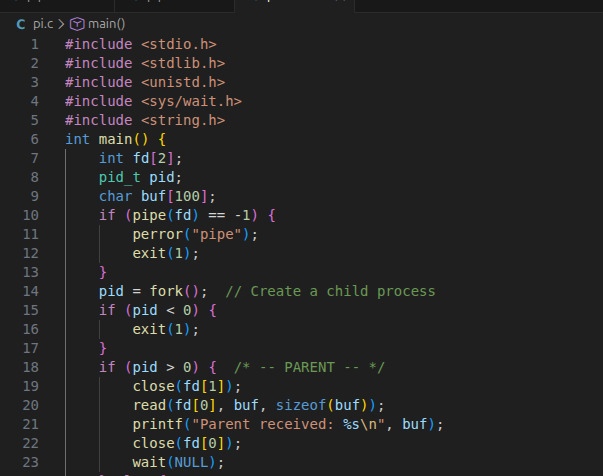 pi.c > main()
1 #include <stdio.h>
2 #include <stdlib.h>
3 #include <unistd.h>
4 #include <sys/wait.h>
5 #include <string.h>
6 int main() {
7     int fd[2];
8     pid_t pid;
9     char buf[100];
10     if (pipe(fd) == -1) {
11         perror("pipe");
12         exit(1);
13     }
14     pid = fork();  // Create a child process
15     if (pid < 0) {
16         exit(1);
17     }
18     if (pid > 0) {  /* -- PARENT -- */
19         close(fd[1]);
20         read(fd[0], buf, sizeof(buf));
21         printf("Parent received: %s\n", buf);
22         close(fd[0]);
23         wait(NULL);